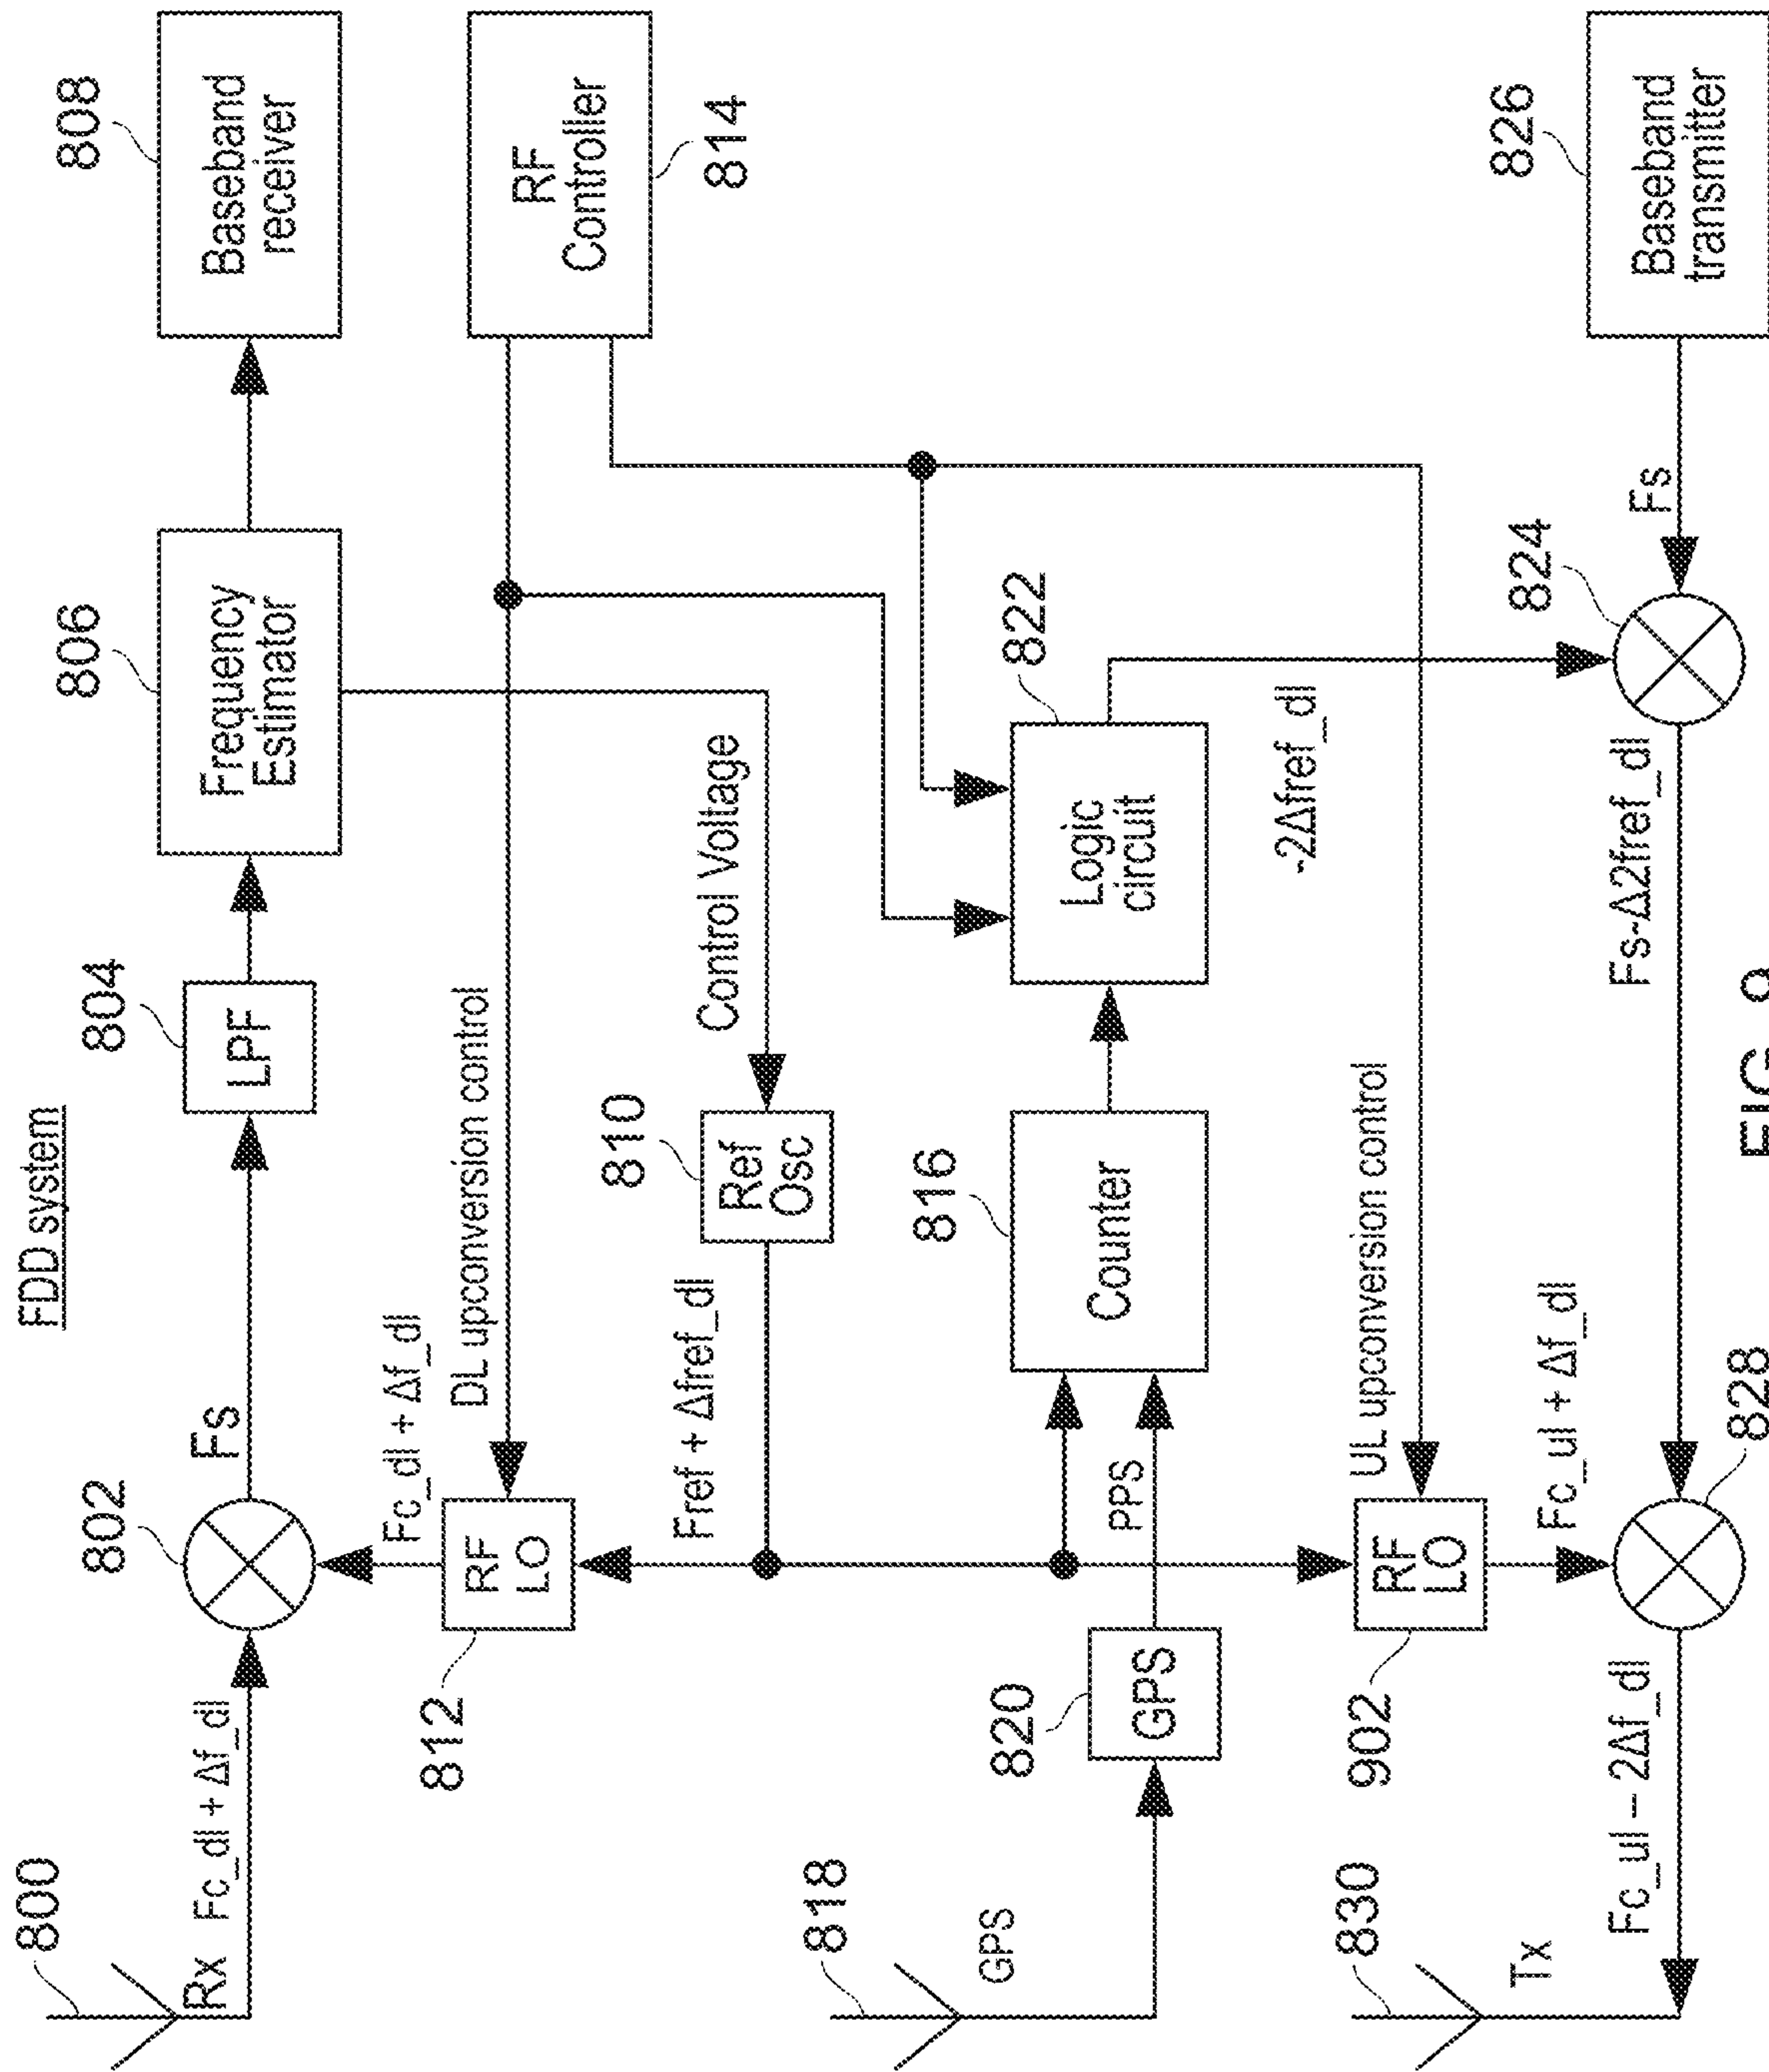 FDD system
800
Rx
Fc_dl + Δf_dl
802
Fs
804
LPF
806
Frequency
Estimator
808
Baseband
receiver
812
RF
LO
Fc_dl + Δf_dl
DL upconversion control
RF
Controller
814
Fref + Δfref_dl
810
Ref
Osc
Control Voltage
818
GPS
820
GPS
PPS
816
Counter
822
Logic
circuit
-2Δfref_dl
902
RF
LO
UL upconversion control
Fc_ul + Δf_dl
830
Tx
Fc_ul – 2Δf_dl
828
Fs-Δ2fref_dl
824
Fs
826
Baseband
transmitter
FIG. 9